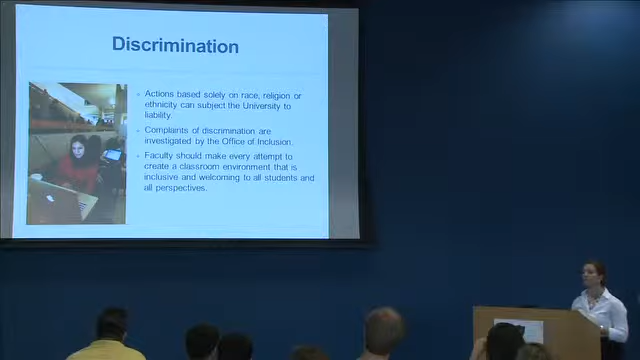 Discrimination
Actions based solely on race, religion or
ethnicity can subject the University to
liability.
Complaints of discrimination are
investigated by the Office of Inclusion.
Faculty should make every attempt to
create a classroom environment that is
inclusive and welcoming to all students and
all perspectives.